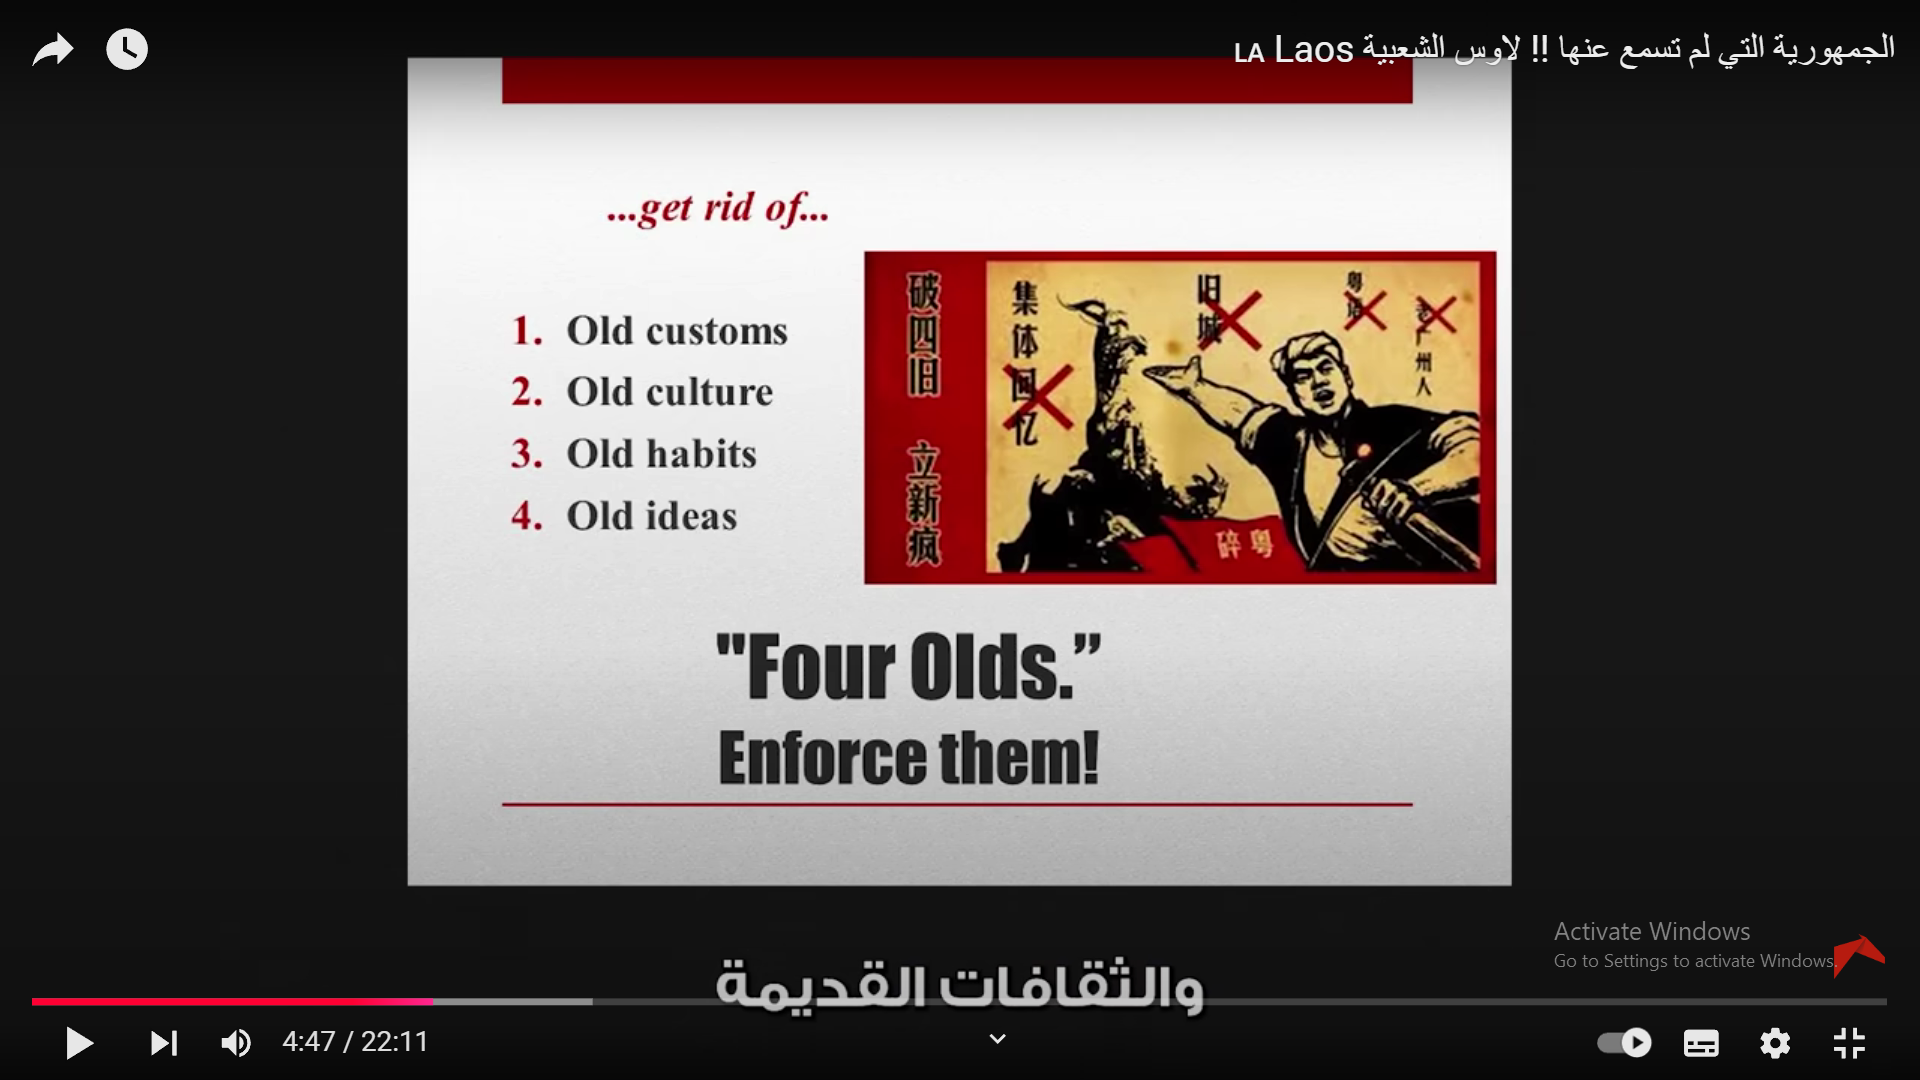 الجمهورية التي لم تسمع عنها !! لاوس الشعبية LA Laos
...get rid of...
1. Old customs
2. Old culture
3. Old habits
4. Old ideas
破四旧 立新疯
集体回忆
旧城
粤语
老广州人
碎粤
"Four Olds.”
Enforce them!
والثقافات القديمة
Activate Windows
Go to Settings to activate Windows.
4:47 / 22:11